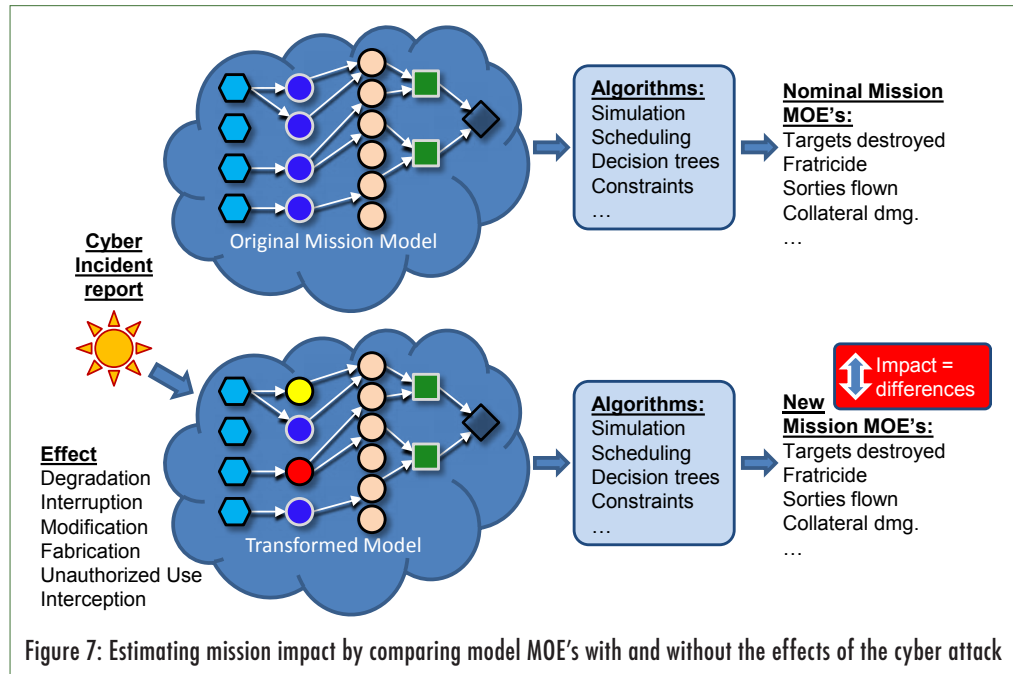 Original Mission Model
Algorithms:
Simulation
Scheduling
Decision trees
Constraints
…
Nominal Mission
MOE's:
Targets destroyed
Fratricide
Sorties flown
Collateral dmg.
…
Cyber
Incident
report
Effect
Degradation
Interruption
Modification
Fabrication
Unauthorized Use
Interception
Transformed Model
Algorithms:
Simulation
Scheduling
Decision trees
Constraints
…
Impact =
differences
New
Mission MOE's:
Targets destroyed
Fratricide
Sorties flown
Collateral dmg.
…
Figure 7: Estimating mission impact by comparing model MOE's with and without the effects of the cyber attack